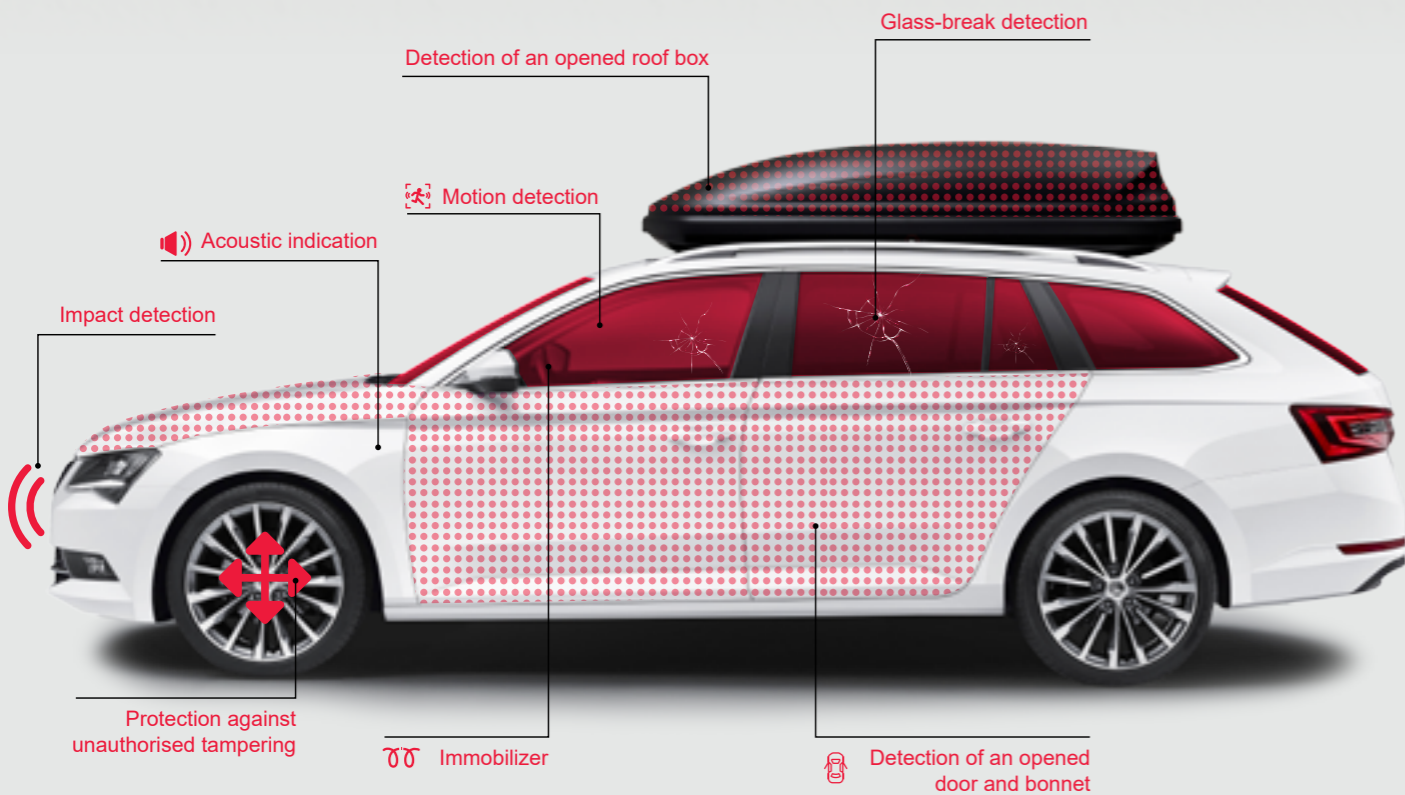 Glass-break detection
Detection of an opened roof box
Motion detection
Acoustic indication
Impact detection
Protection against
unauthorised tampering
Immobilizer
Detection of an opened
door and bonnet